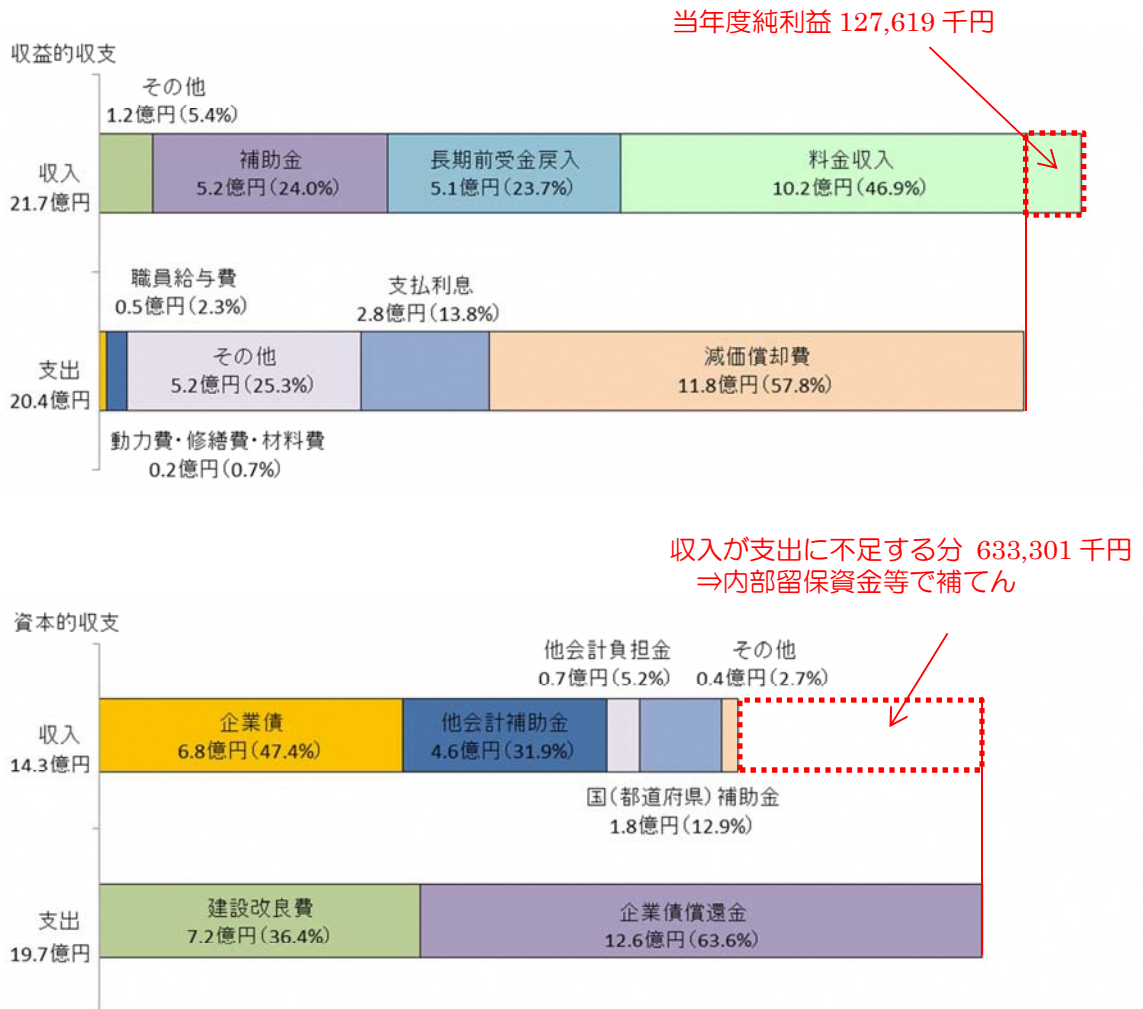 当年度純利益 127,619 千円
収益的収支
その他
1.2億円(5.4%)
収入
21.7億円
補助金
5.2億円(24.0%)
長期前受金戻入
5.1億円(23.7%)
料金収入
10.2億円(46.9%)
職員給与費
0.5億円(2.3%)
支払利息
2.8億円(13.8%)
支出
20.4億円
その他
5.2億円(25.3%)
減価償却費
11.8億円(57.8%)
動力費・修繕費・材料費
0.2億円(0.7%)
収入が支出に不足する分 633,301 千円
⇒内部留保資金等で補てん
資本的収支
他会計負担金
0.7億円(5.2%)
その他
0.4億円(2.7%)
収入
14.3億円
企業債
6.8億円(47.4%)
他会計補助金
4.6億円(31.9%)
国(都道府県)補助金
1.8億円(12.9%)
支出
19.7億円
建設改良費
7.2億円(36.4%)
企業債償還金
12.6億円(63.6%)